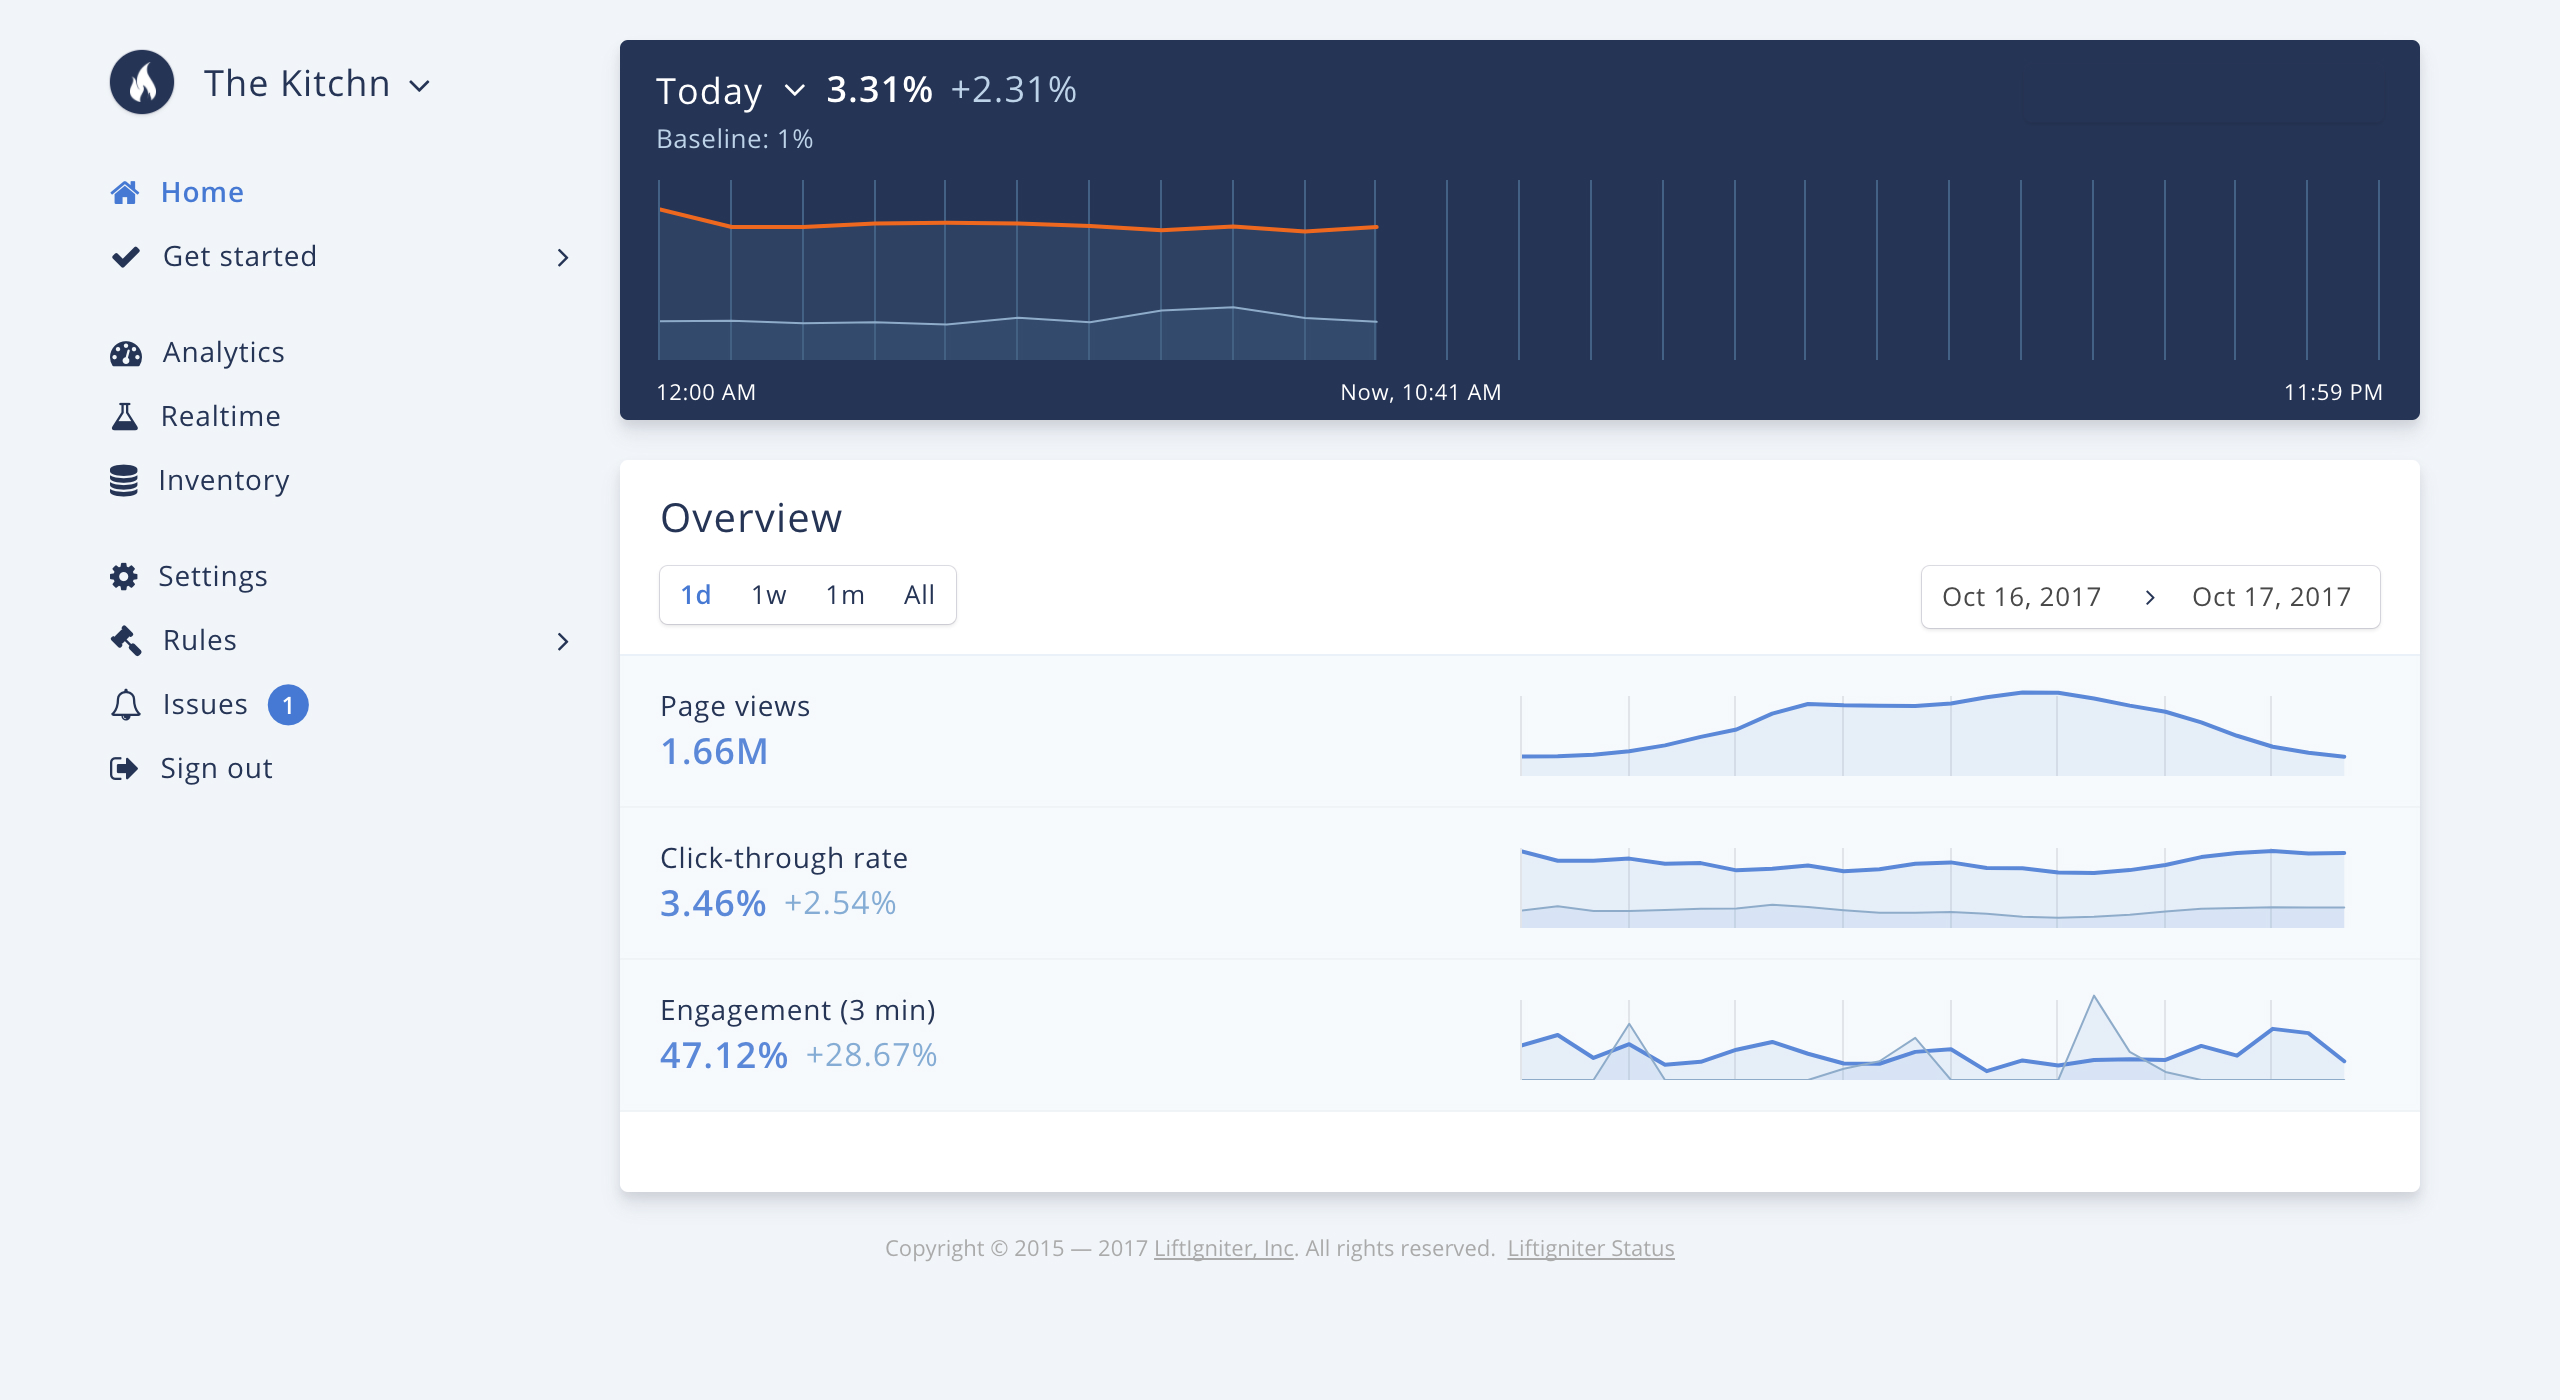 The Kitchn
Home
Get started
Analytics
Realtime
Inventory
Settings
Rules
Issues 1
Sign out
Today 3.31% +2.31%
Baseline: 1%
12:00 AM Now, 10:41 AM 11:59 PM
Overview
1d 1w 1m All Oct 16, 2017 Oct 17, 2017
Page views
1.66M
Click-through rate
3.46% +2.54%
Engagement (3 min)
47.12% +28.67%
Copyright © 2015 — 2017 LiftIgniter, Inc. All rights reserved. Liftigniter Status